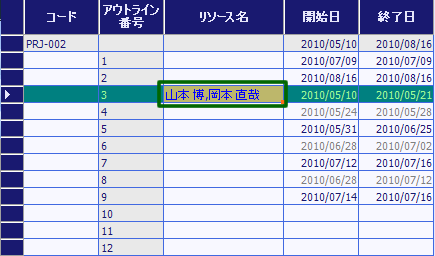 コード アウトライン番号 リソース名 開始日 終了日
PRJ-002 2010/05/10 2010/08/16
1 2010/07/09 2010/07/09
2 2010/08/16 2010/08/16
3 山本 博,岡本 直哉 2010/05/10 2010/05/21
4 2010/05/24 2010/05/28
5 2010/05/31 2010/06/25
6 2010/06/28 2010/07/02
7 2010/07/12 2010/07/16
8 2010/06/28 2010/07/12
9 2010/07/14 2010/07/16
10
11
12